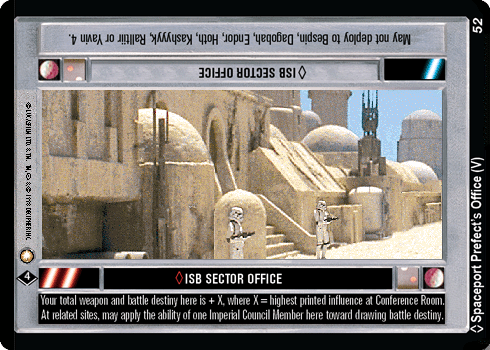 May not deploy to Bespin, Dagobah, Endor, Hoth, Kashyyyk, Ralltiir or Yavin 4.
◊ISB SECTOR OFFICE
52
◊Spaceport Prefect's Office (V)
4
◊ISB SECTOR OFFICE
Your total weapon and battle destiny here is + X, where X = highest printed influence at Conference Room.
At related sites, may apply the ability of one Imperial Council Member here toward drawing battle destiny.